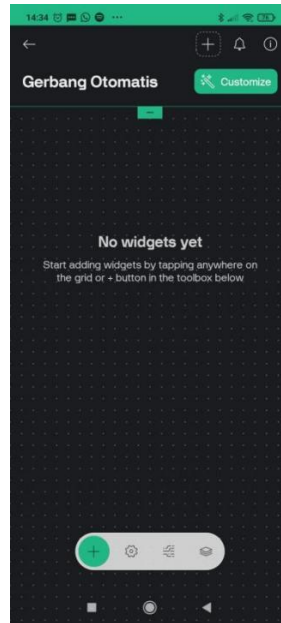 14:34
Gerbang Otomatis
Customize
No widgets yet
Start adding widgets by tapping anywhere on
the grid or + button in the toolbox below